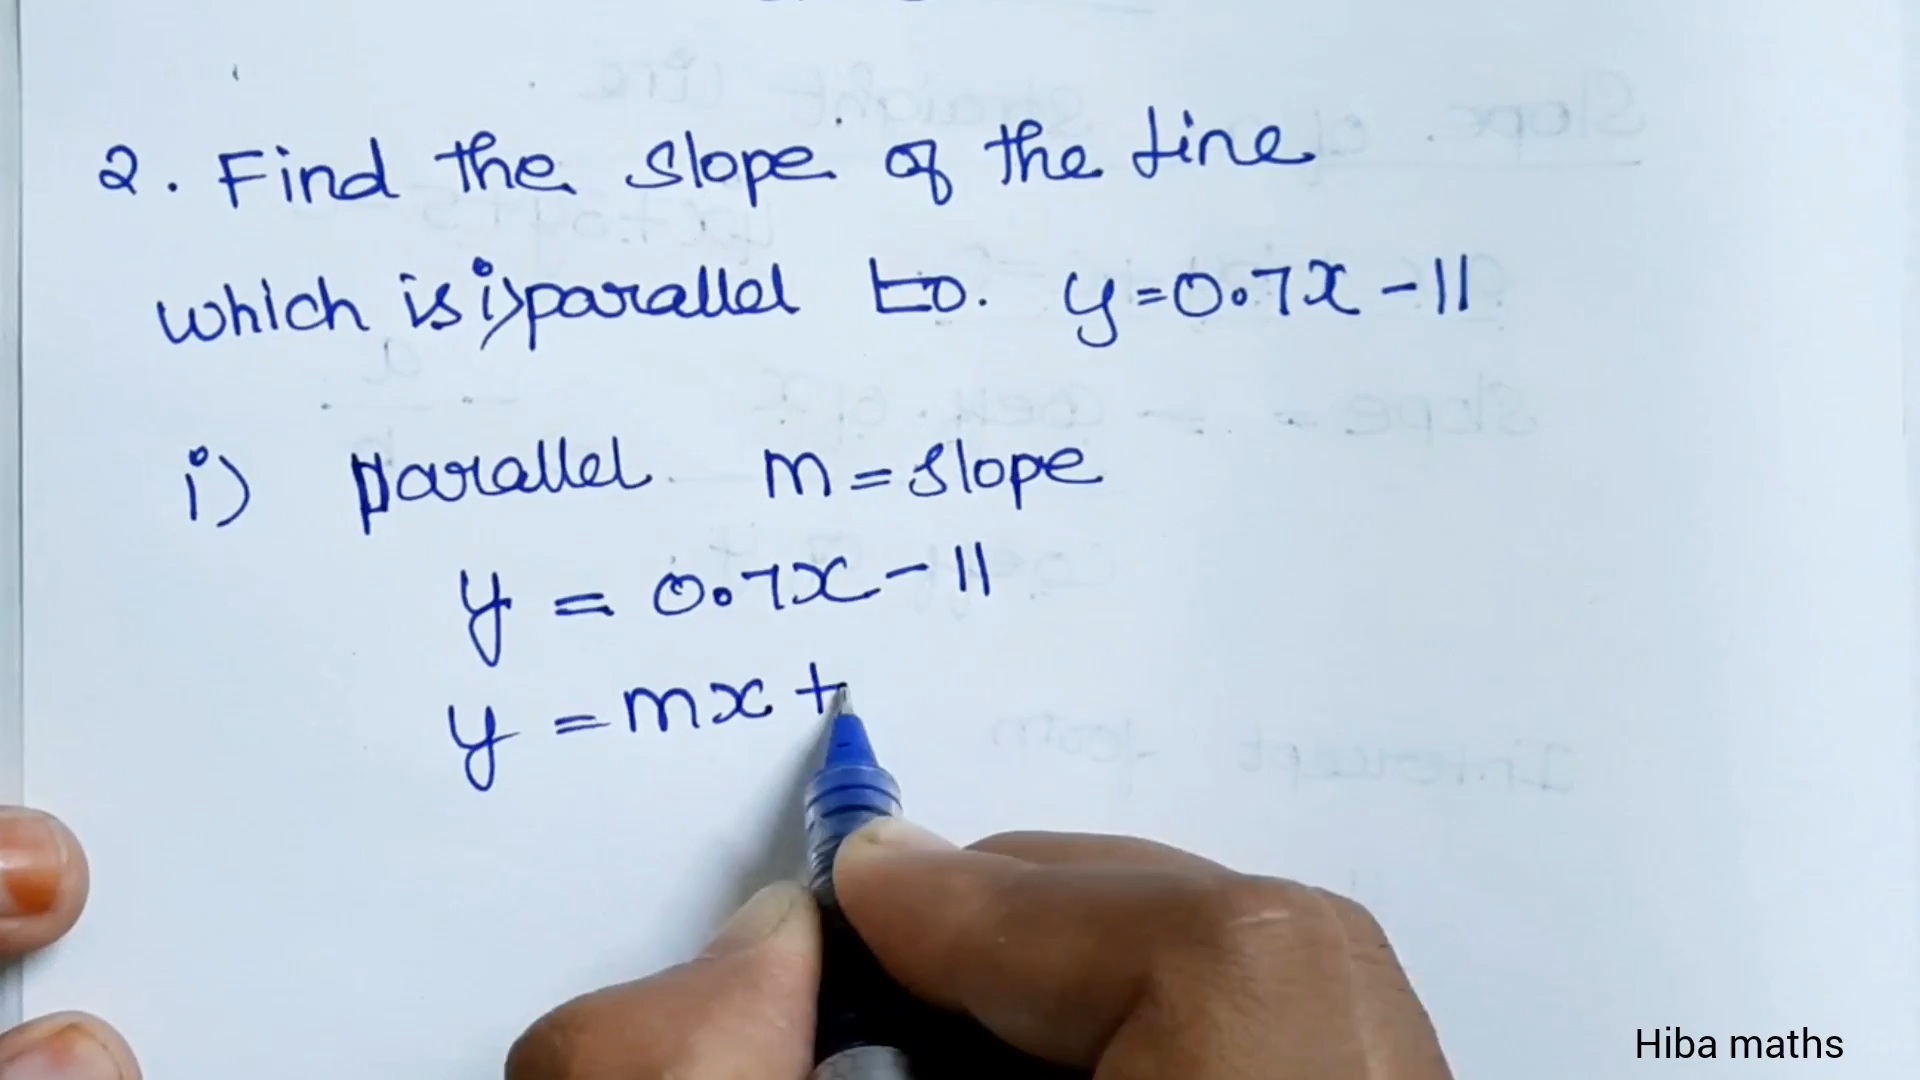 2. Find the slope of the line
which is i) parallel to. y=0.7x-11
i) parallel m=slope
y = 0.7x-11
y = mx+
Hiba maths